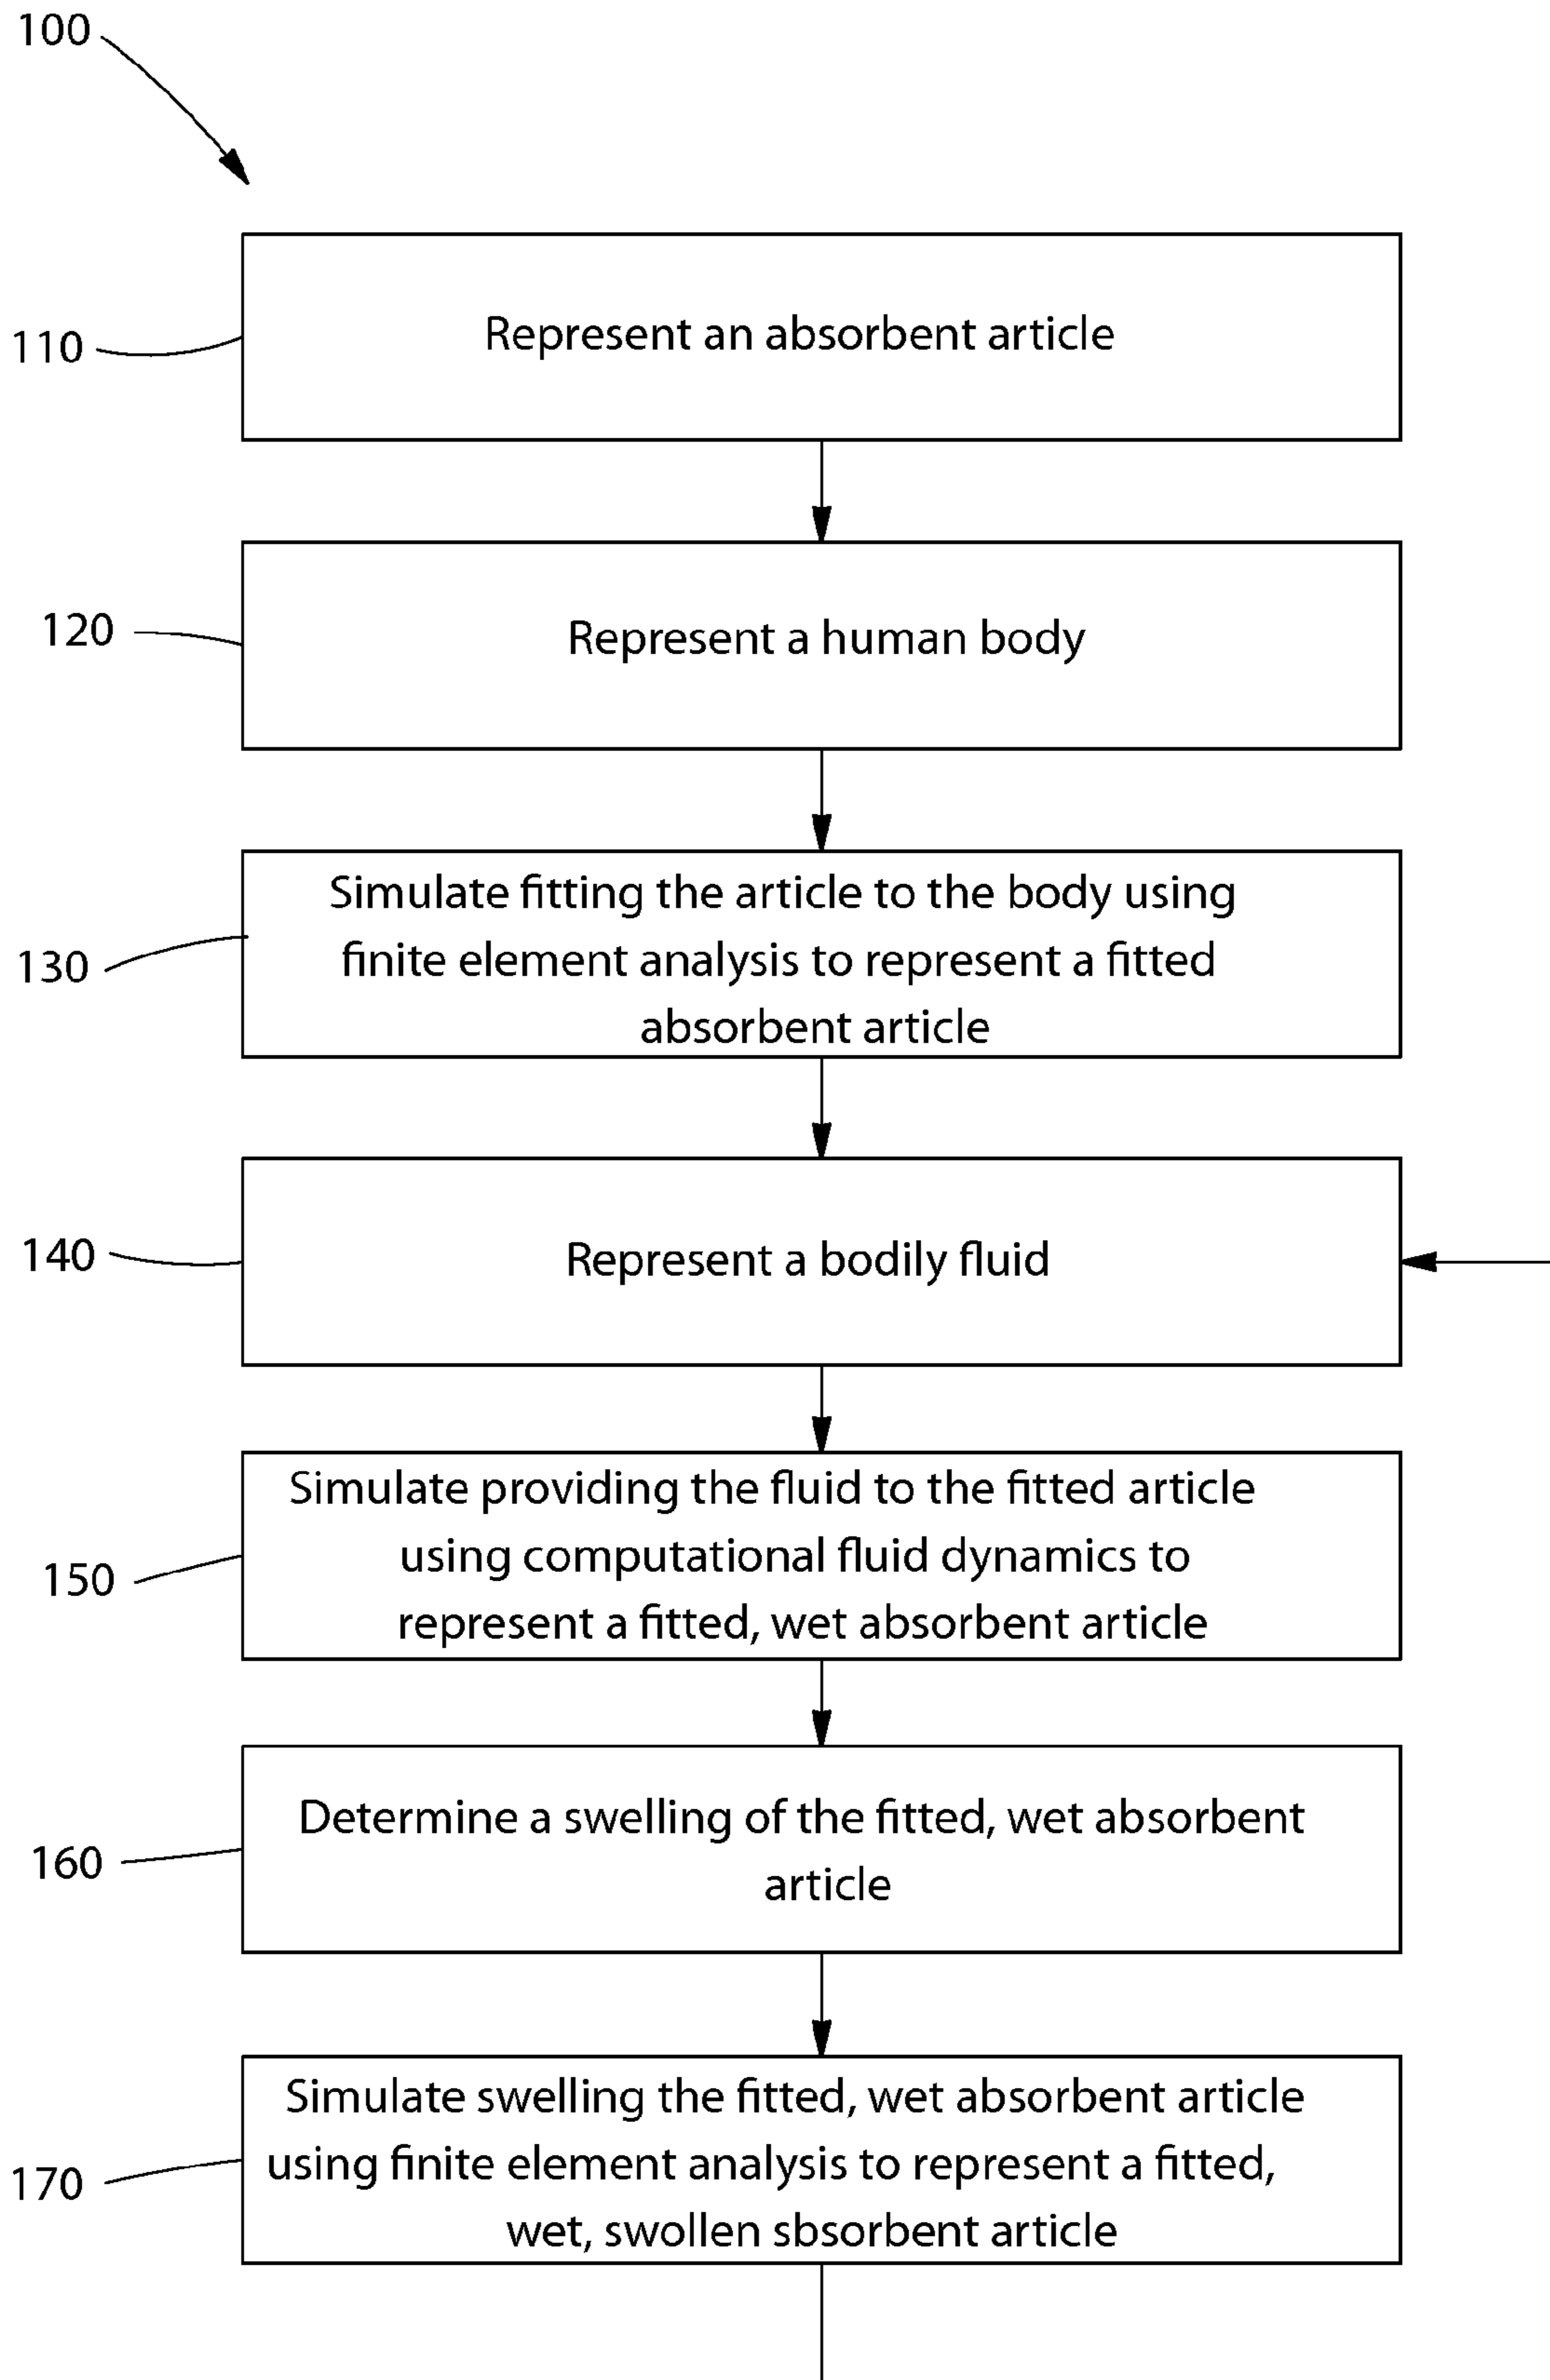 100
110
Represent an absorbent article
120
Represent a human body
130
Simulate fitting the article to the body using
finite element analysis to represent a fitted
absorbent article
140
Represent a bodily fluid
150
Simulate providing the fluid to the fitted article
using computational fluid dynamics to
represent a fitted, wet absorbent article
160
Determine a swelling of the fitted, wet absorbent
article
170
Simulate swelling the fitted, wet absorbent article
using finite element analysis to represent a fitted,
wet, swollen sbsorbent article